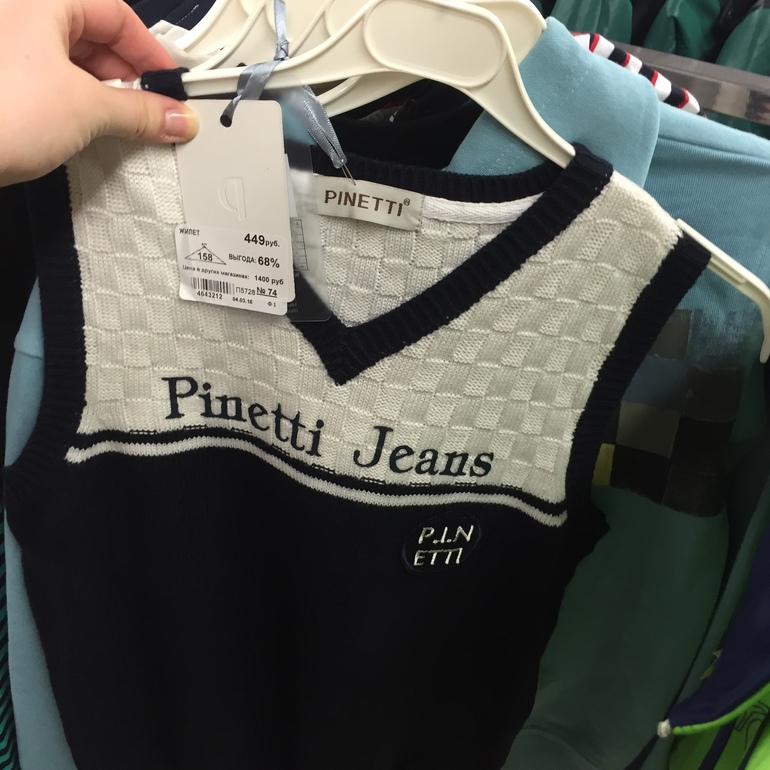 PINETTI®
ЖИЛЕТ
449руб.
158
ВЫГОДА: 68%
Цена в других магазинах: 1400 руб
П5728 № 74
4643212
04.03.16
Ф 1
Pinetti Jeans
P.I.N
ETTI